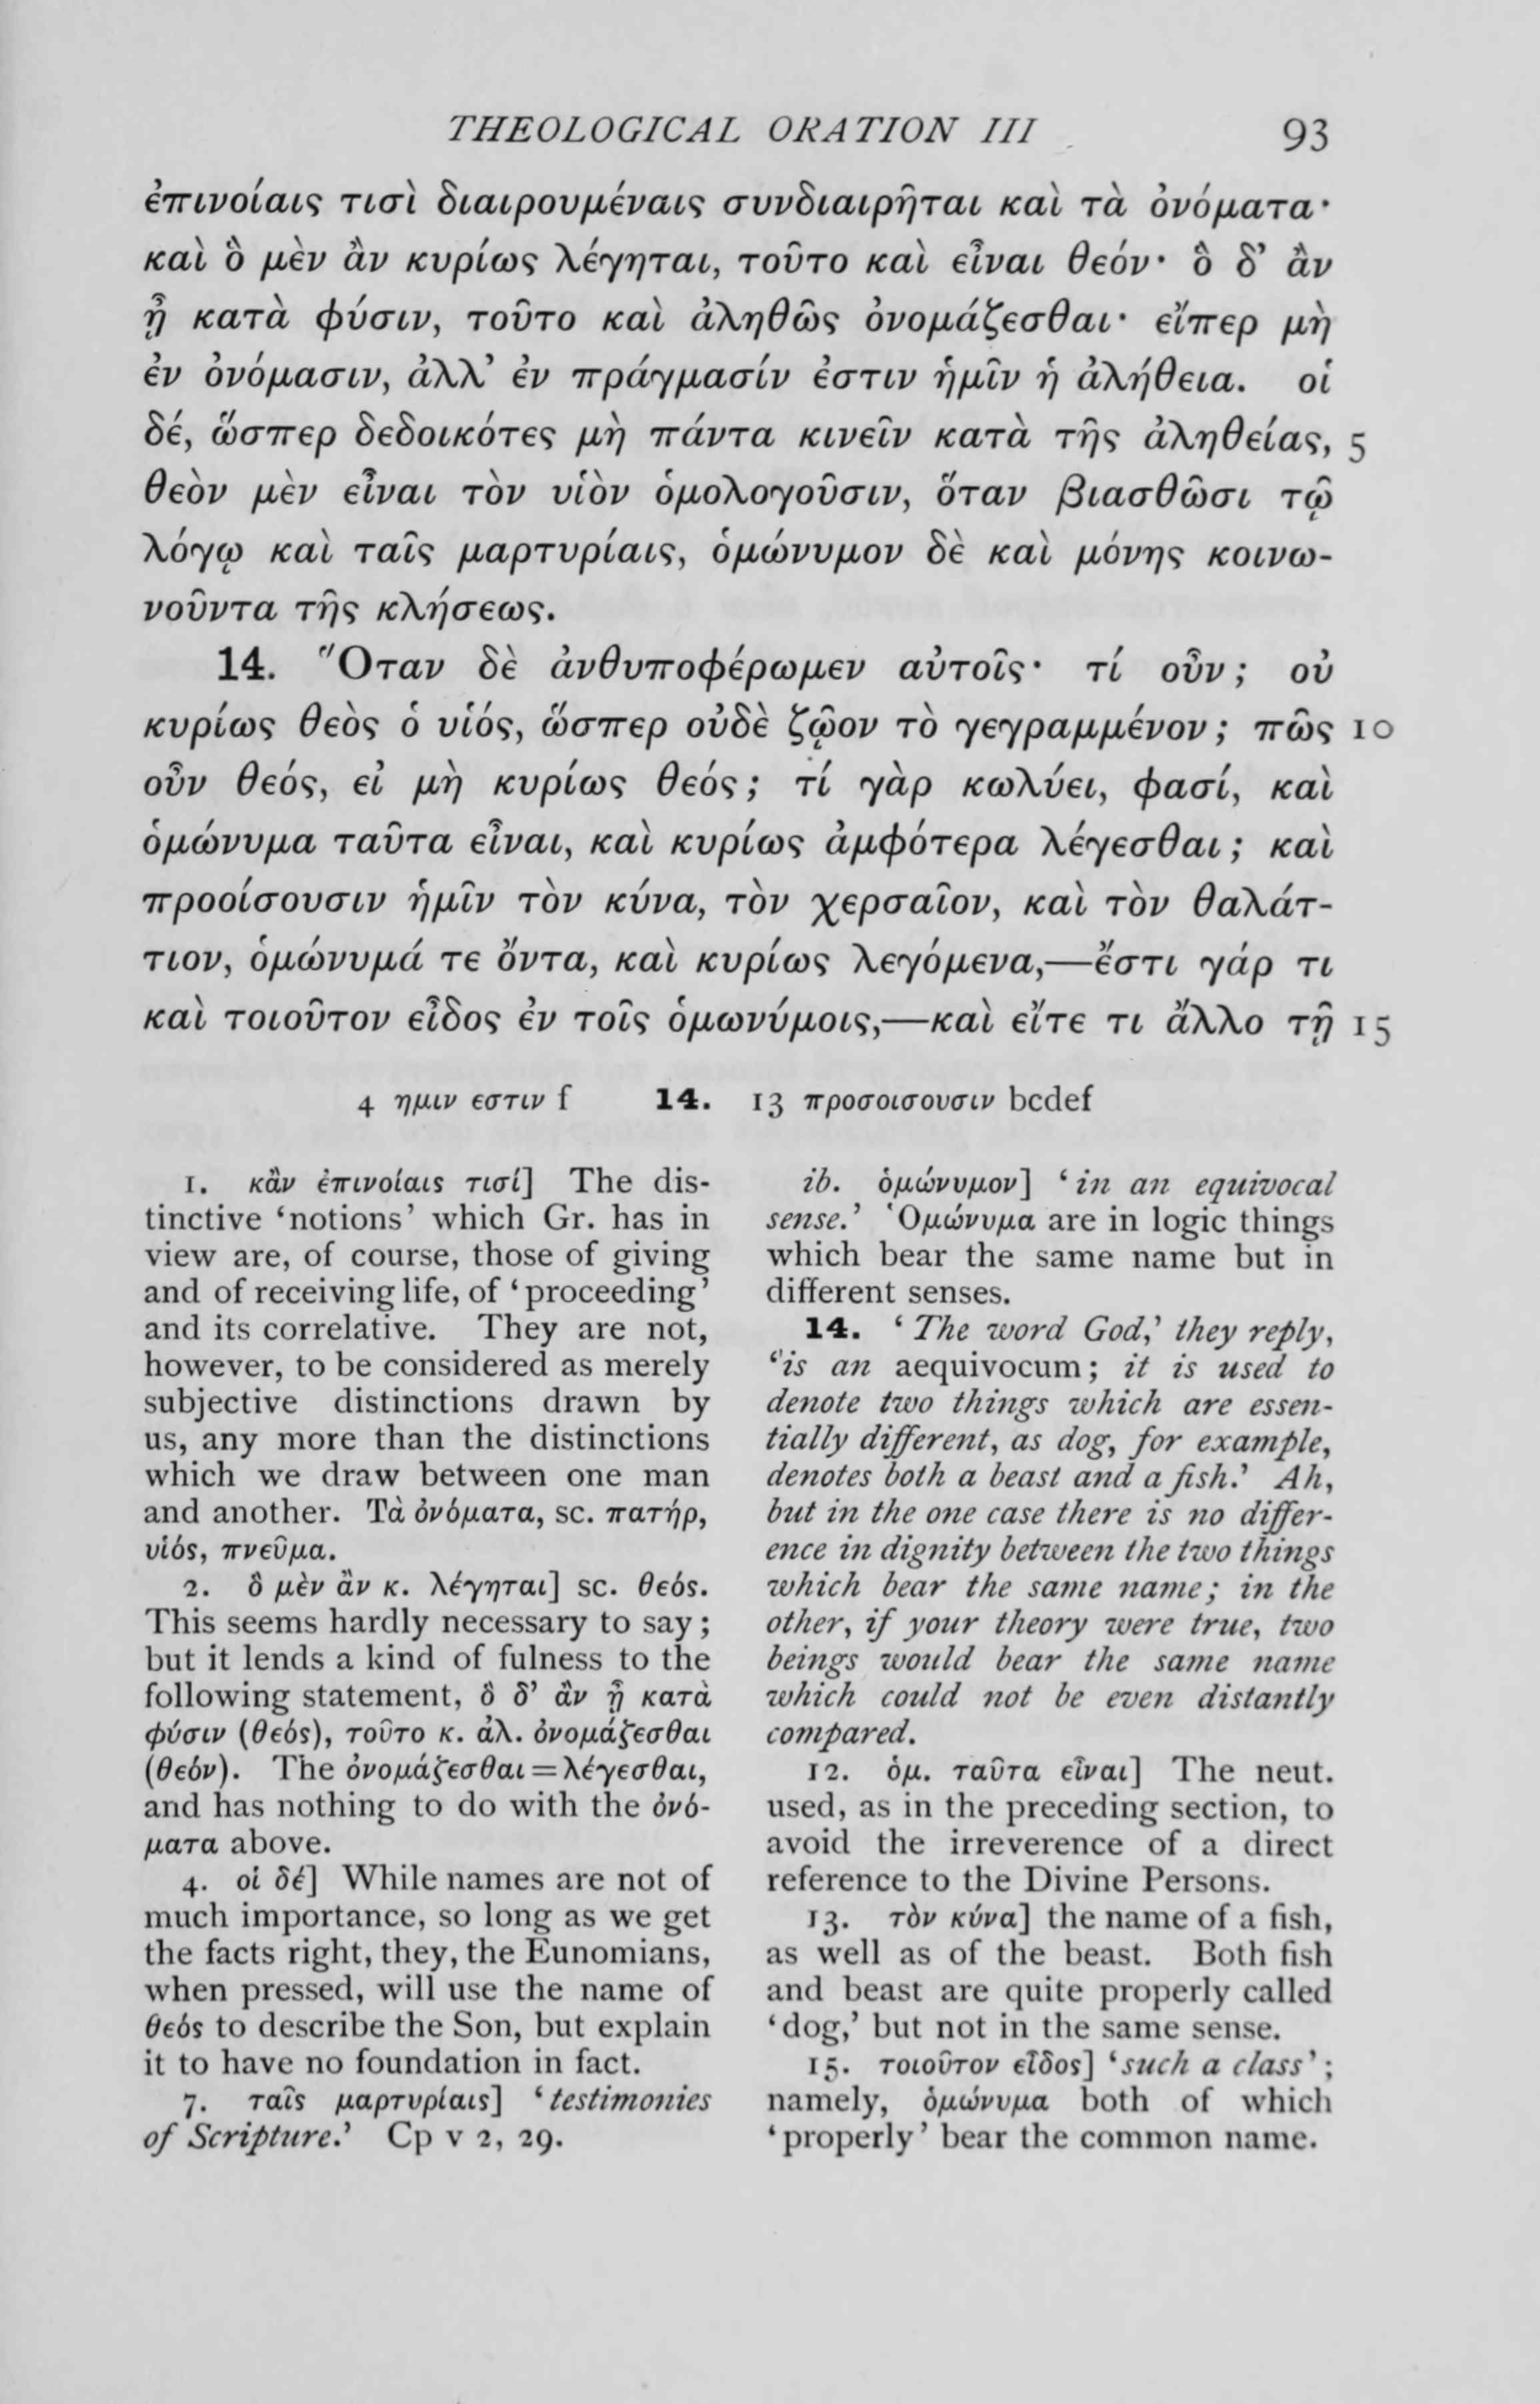 THEOLOGICAL ORATION III 93
ἐπινοίαις τισὶ διαιρουμέναις συνδιαιρῆται καὶ τὰ ὀνόματα·
καὶ ὃ μὲν ἂν κυρίως λέγηται, τοῦτο καὶ εἶναι θεόν· ὃ δ’ ἂν
ᾖ κατὰ φύσιν, τοῦτο καὶ ἀληθῶς ὀνομάζεσθαι· εἴπερ μὴ
ἐν ὀνόμασιν, ἀλλ’ ἐν πράγμασίν ἐστιν ἡμῖν ἡ ἀλήθεια. οἱ
δέ, ὥσπερ δεδοικότες μὴ πάντα κινεῖν κατὰ τῆς ἀληθείας, 5
θεὸν μὲν εἶναι τὸν υἱὸν ὁμολογοῦσιν, ὅταν βιασθῶσι τῷ
λόγῳ καὶ ταῖς μαρτυρίαις, ὁμώνυμον δὲ καὶ μόνης κοινω-
νοῦντα τῆς κλήσεως.
14. Ὅταν δὲ ἀνθυποφέρωμεν αὐτοῖς· τί οὖν; οὐ
κυρίως θεὸς ὁ υἱός, ὥσπερ οὐδὲ ζῷον τὸ γεγραμμένον; πῶς 10
οὖν θεός, εἰ μὴ κυρίως θεός; τί γὰρ κωλύει, φασί, καὶ
ὁμώνυμα ταῦτα εἶναι, καὶ κυρίως ἀμφότερα λέγεσθαι; καὶ
προοίσουσιν ἡμῖν τὸν κύνα, τὸν χερσαῖον, καὶ τὸν θαλάτ-
τιον, ὁμώνυμά τε ὄντα, καὶ κυρίως λεγόμενα,—ἔστι γάρ τι
καὶ τοιοῦτον εἶδος ἐν τοῖς ὁμωνύμοις,—καὶ εἴτε τι ἄλλο τῇ 15
4 ημιν εστιν f 14. 13 προσοισουσιν bcdef
1. κἂν ἐπινοίαις τισί] The dis-
tinctive ‘notions’ which Gr. has in
view are, of course, those of giving
and of receiving life, of ‘proceeding’
and its correlative. They are not,
however, to be considered as merely
subjective distinctions drawn by
us, any more than the distinctions
which we draw between one man
and another. Τὰ ὀνόματα, sc. πατήρ,
υἱός, πνεῦμα.
2. ὃ μὲν ἂν κ. λέγηται] sc. θεός.
This seems hardly necessary to say;
but it lends a kind of fulness to the
following statement, ὃ δ’ ἂν ᾖ κατὰ
φύσιν (θεός), τοῦτο κ. ἀλ. ὀνομάζεσθαι
(θεόν). The ὀνομάζεσθαι=λέγεσθαι,
and has nothing to do with the ὀνό-
ματα above.
4. οἱ δέ] While names are not of
much importance, so long as we get
the facts right, they, the Eunomians,
when pressed, will use the name of
θεός to describe the Son, but explain
it to have no foundation in fact.
7. ταῖς μαρτυρίαις] ‘testimonies
of Scripture.’ Cp v 2, 29.
ib. ὁμώνυμον] ‘in an equivocal
sense.’ Ὁμώνυμα are in logic things
which bear the same name but in
different senses.
14. ‘The word God,’ they reply,
‘is an aequivocum; it is used to
denote two things which are essen-
tially different, as dog, for example,
denotes both a beast and a fish.’ Ah,
but in the one case there is no differ-
ence in dignity between the two things
which bear the same name; in the
other, if your theory were true, two
beings would bear the same name
which could not be even distantly
compared.
12. ὁμ. ταῦτα εἶναι] The neut.
used, as in the preceding section, to
avoid the irreverence of a direct
reference to the Divine Persons.
13. τὸν κύνα] the name of a fish,
as well as of the beast. Both fish
and beast are quite properly called
‘dog,’ but not in the same sense.
15. τοιοῦτον εἶδος] ‘such a class’;
namely, ὁμώνυμα both of which
‘properly’ bear the common name.